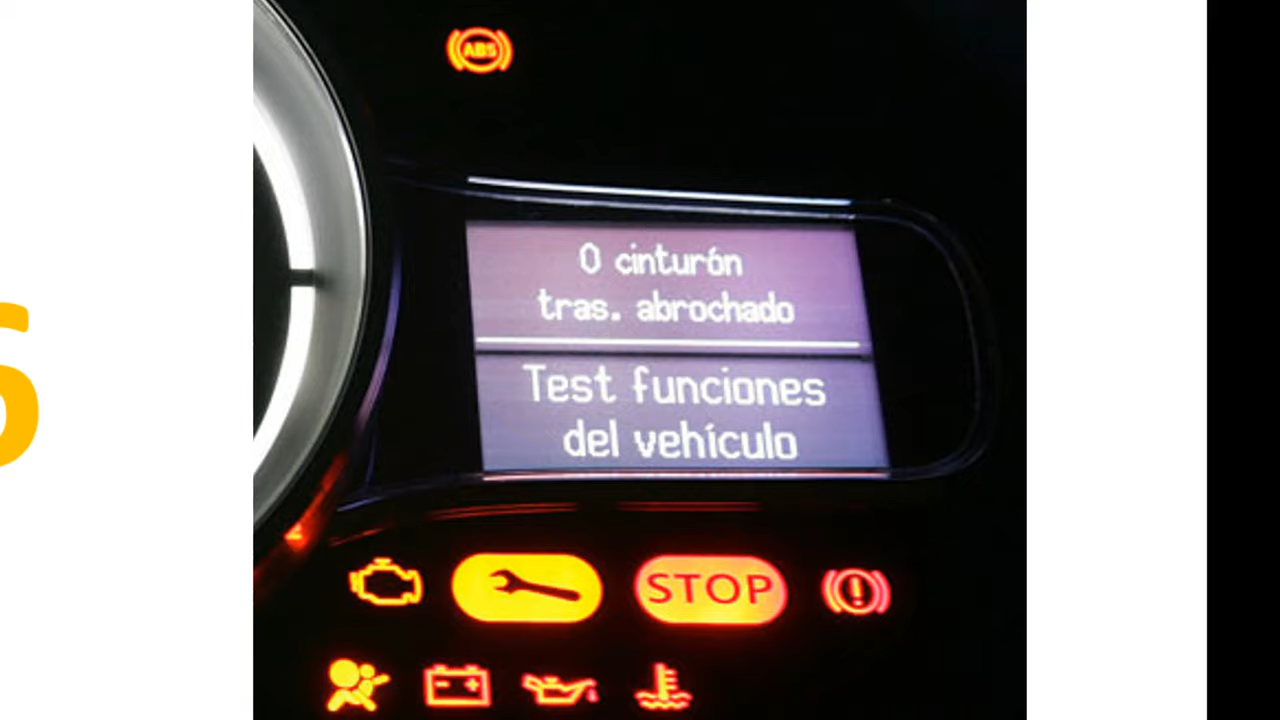 ABS
0 cinturón
tras. abrochado
Test funciones
del vehículo
STOP